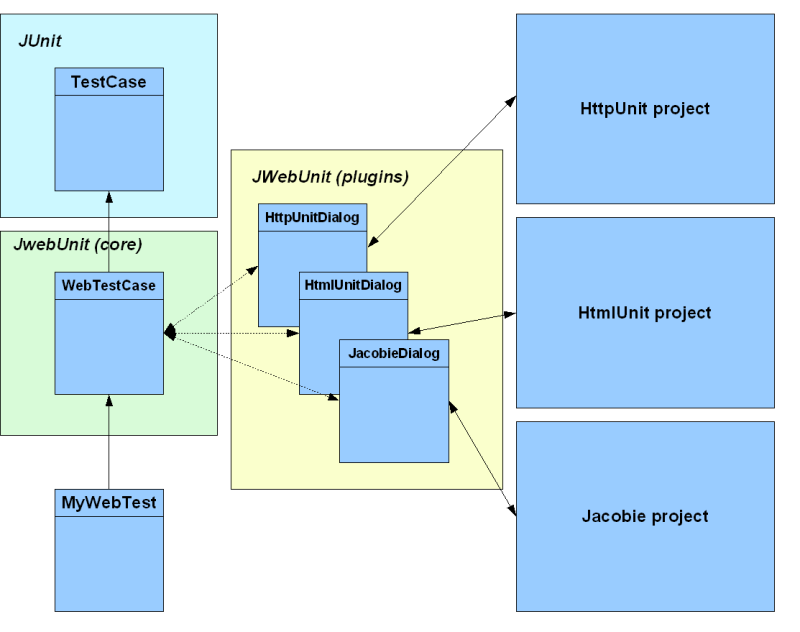 JUnit
TestCase
JwebUnit (core)
WebTestCase
MyWebTest
JWebUnit (plugins)
HttpUnitDialog
HtmlUnitDialog
JacobieDialog
HttpUnit project
HtmlUnit project
Jacobie project